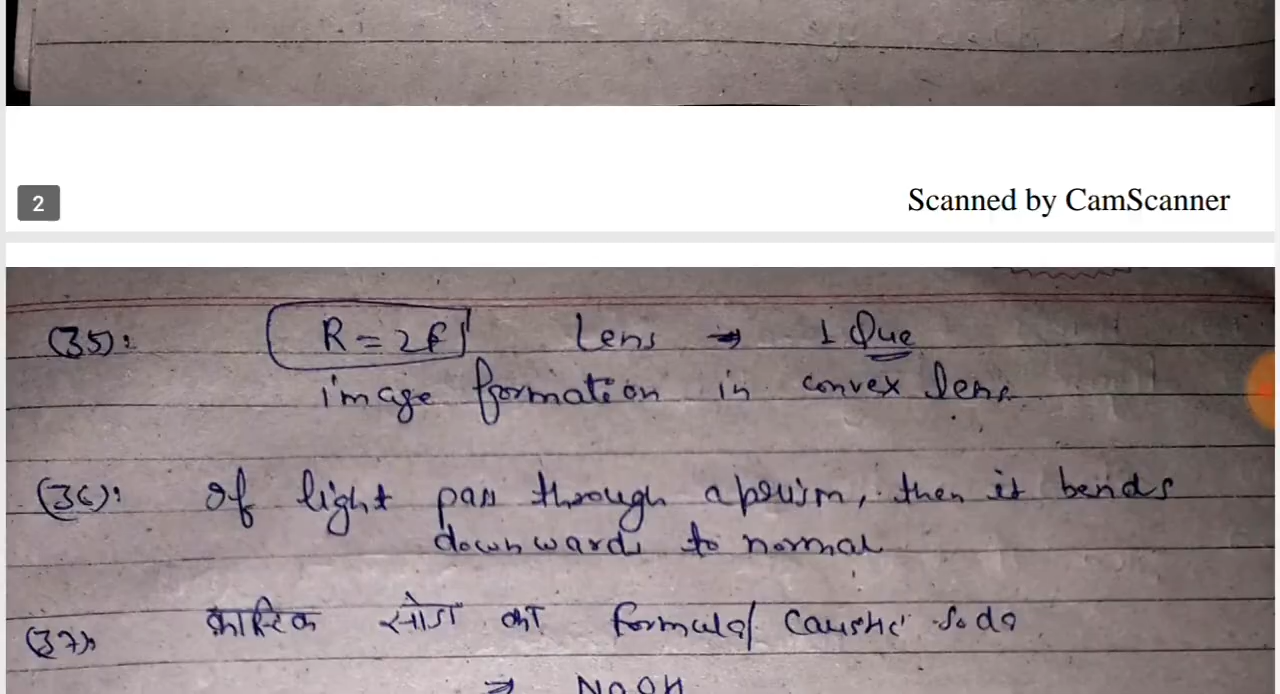 2
Scanned by CamScanner
(35): R = 2f Lens → 1 Que
image formation in convex lens
(36): If light pass through a prism, then it bends
downwards to normal
(37) कास्टिक सोडा का formula/ Caustic Soda
→ NaOH